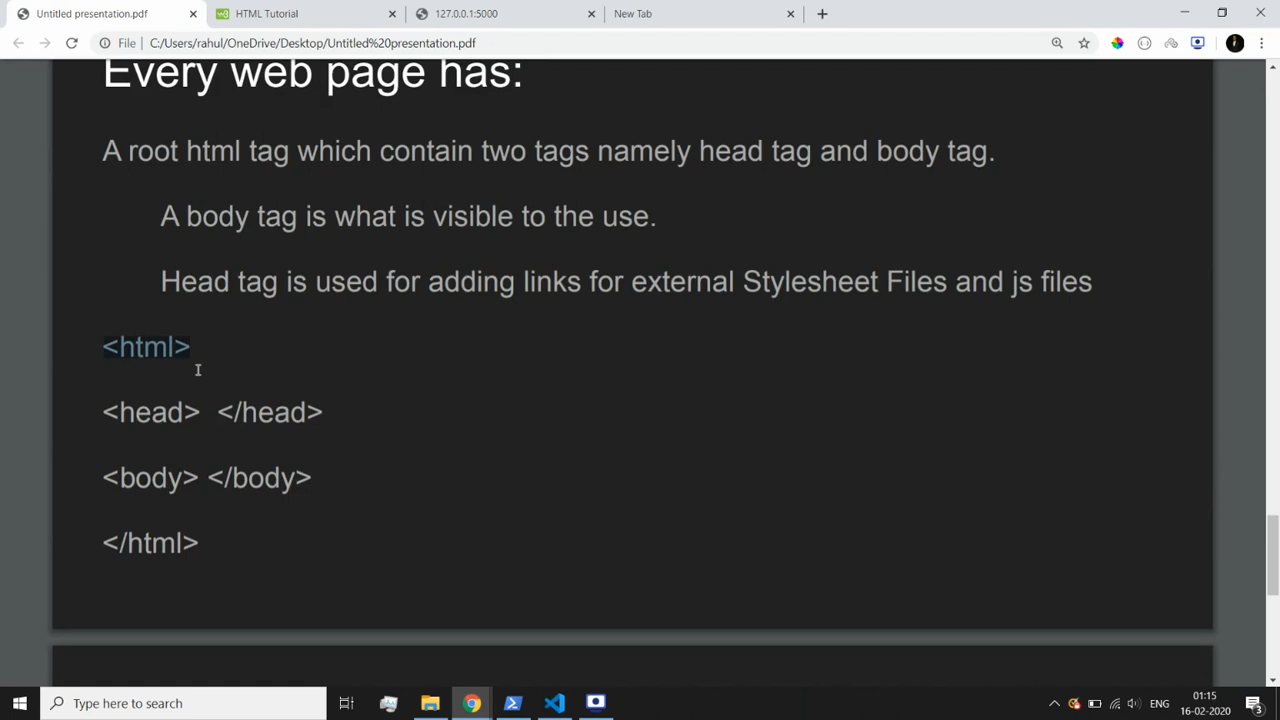 Untitled presentation.pdf
HTML Tutorial
127.0.0.1:5000
New Tab
File
C:/Users/rahul/OneDrive/Desktop/Untitled%20presentation.pdf
Every web page has:
A root html tag which contain two tags namely head tag and body tag.
A body tag is what is visible to the use.
Head tag is used for adding links for external Stylesheet Files and js files
<html>
<head> </head>
<body> </body>
</html>
Type here to search
ENG
01:15
16-02-2020
3